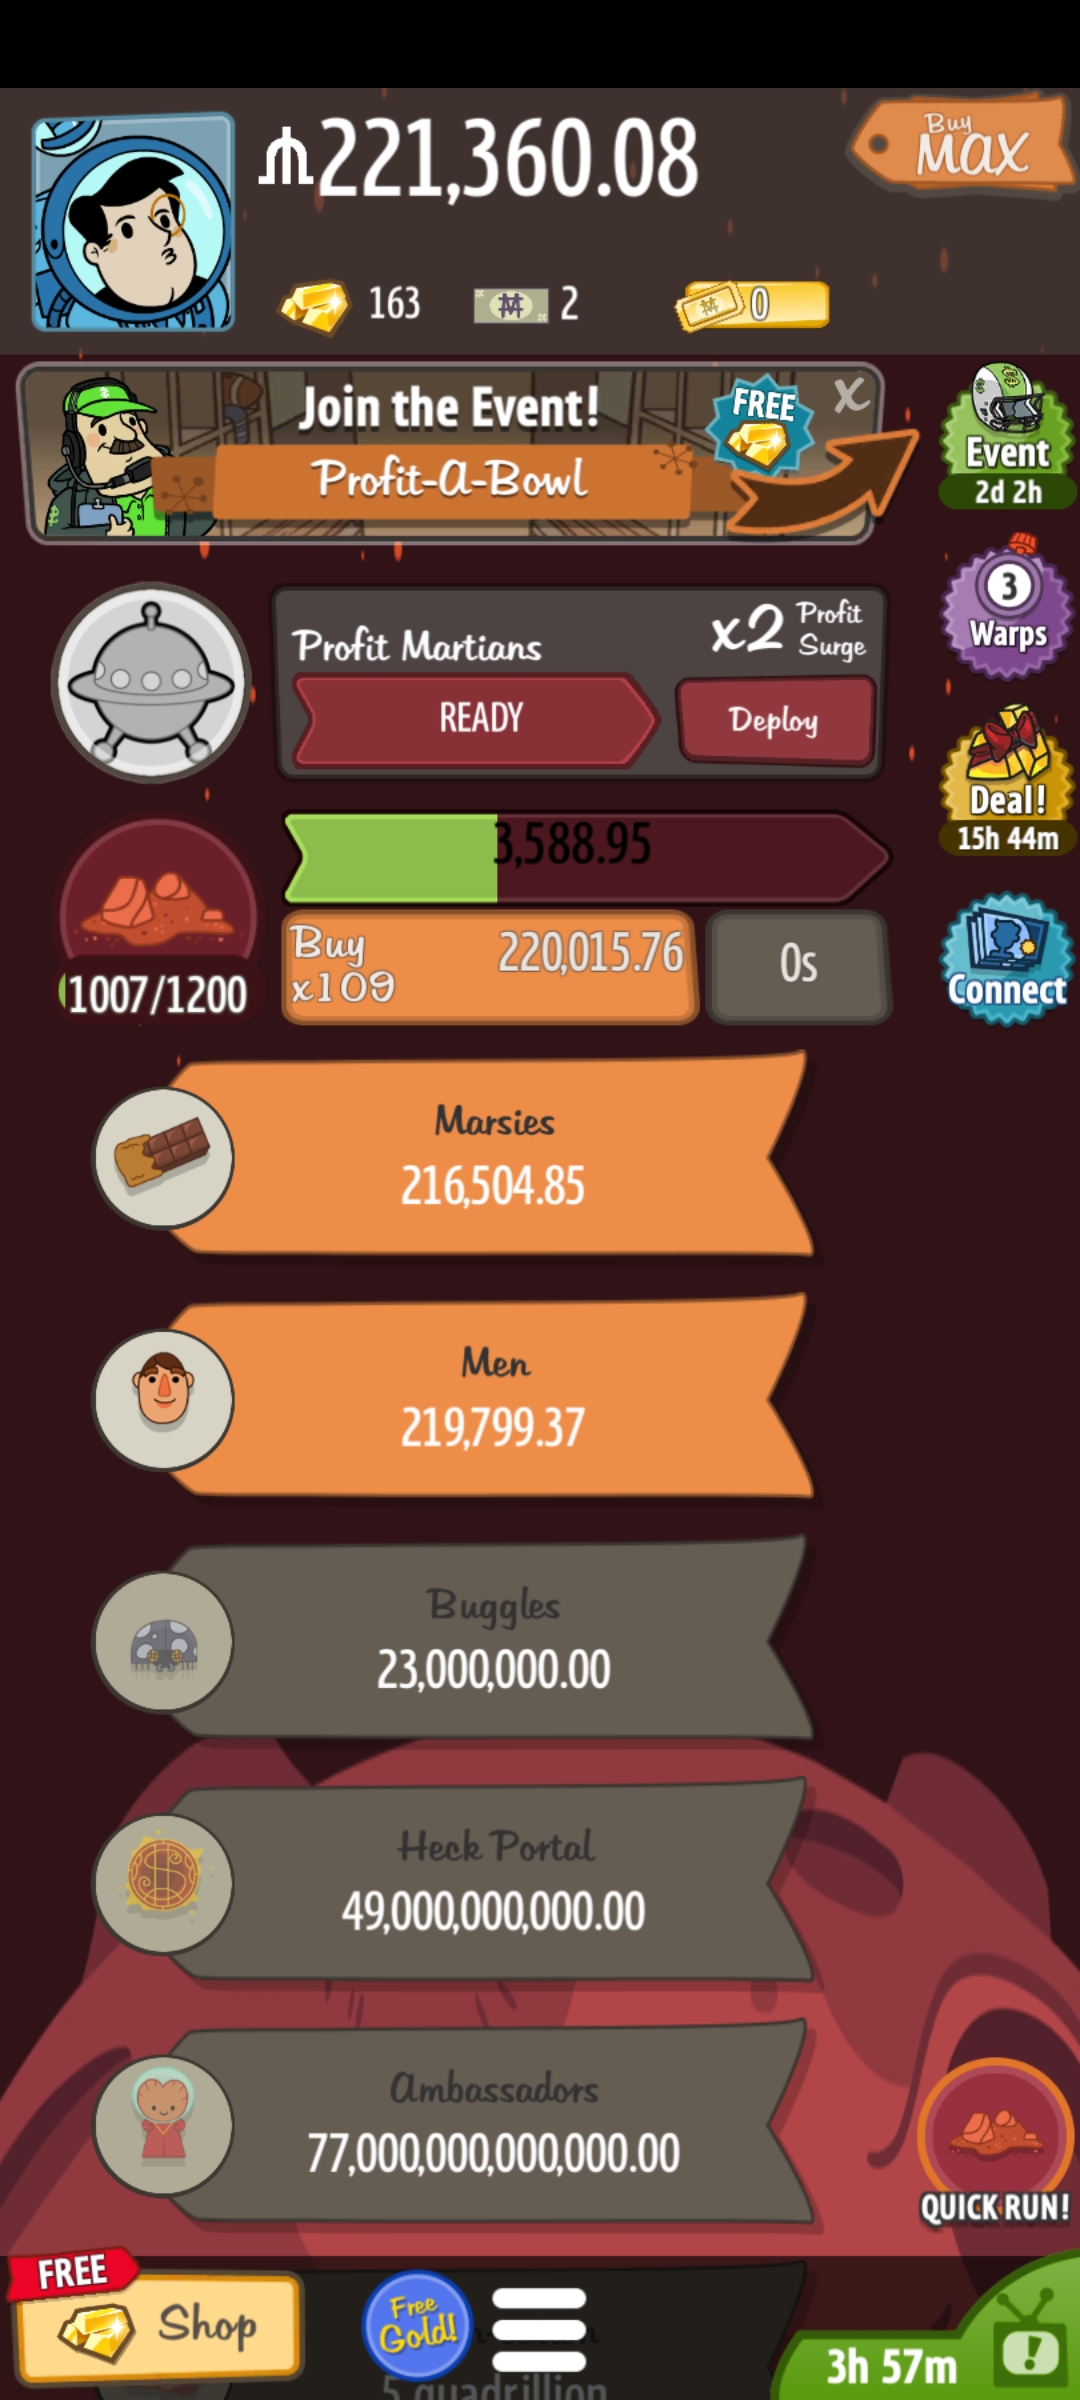 221,360.08
Buy
MAX
163
2
0
Join the Event!
FREE
X
Profit-A-Bowl
Event
2d 2h
3
Warps
Profit Martians
x2 Profit
Surge
READY
Deploy
Deal!
15h 44m
3,588.95
Buy
x109
220,015.76
0s
1007/1200
Connect
Marsies
216,504.85
Men
219,799.37
Buggles
23,000,000.00
Heck Portal
49,000,000,000.00
Ambassadors
77,000,000,000,000.00
QUICK RUN!
FREE
Shop
Free
Gold!
3h 57m
5 quadrillion